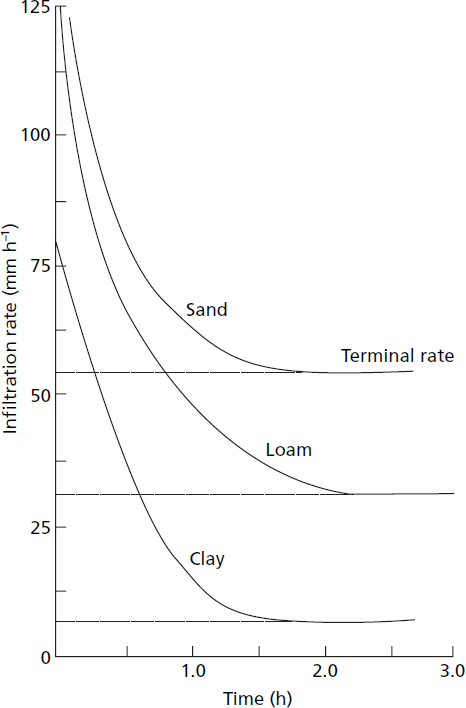 125
100
75
50
25
0
Infiltration rate (mm h⁻¹)
Sand
Terminal rate
Loam
Clay
1.0 2.0 3.0
Time (h)